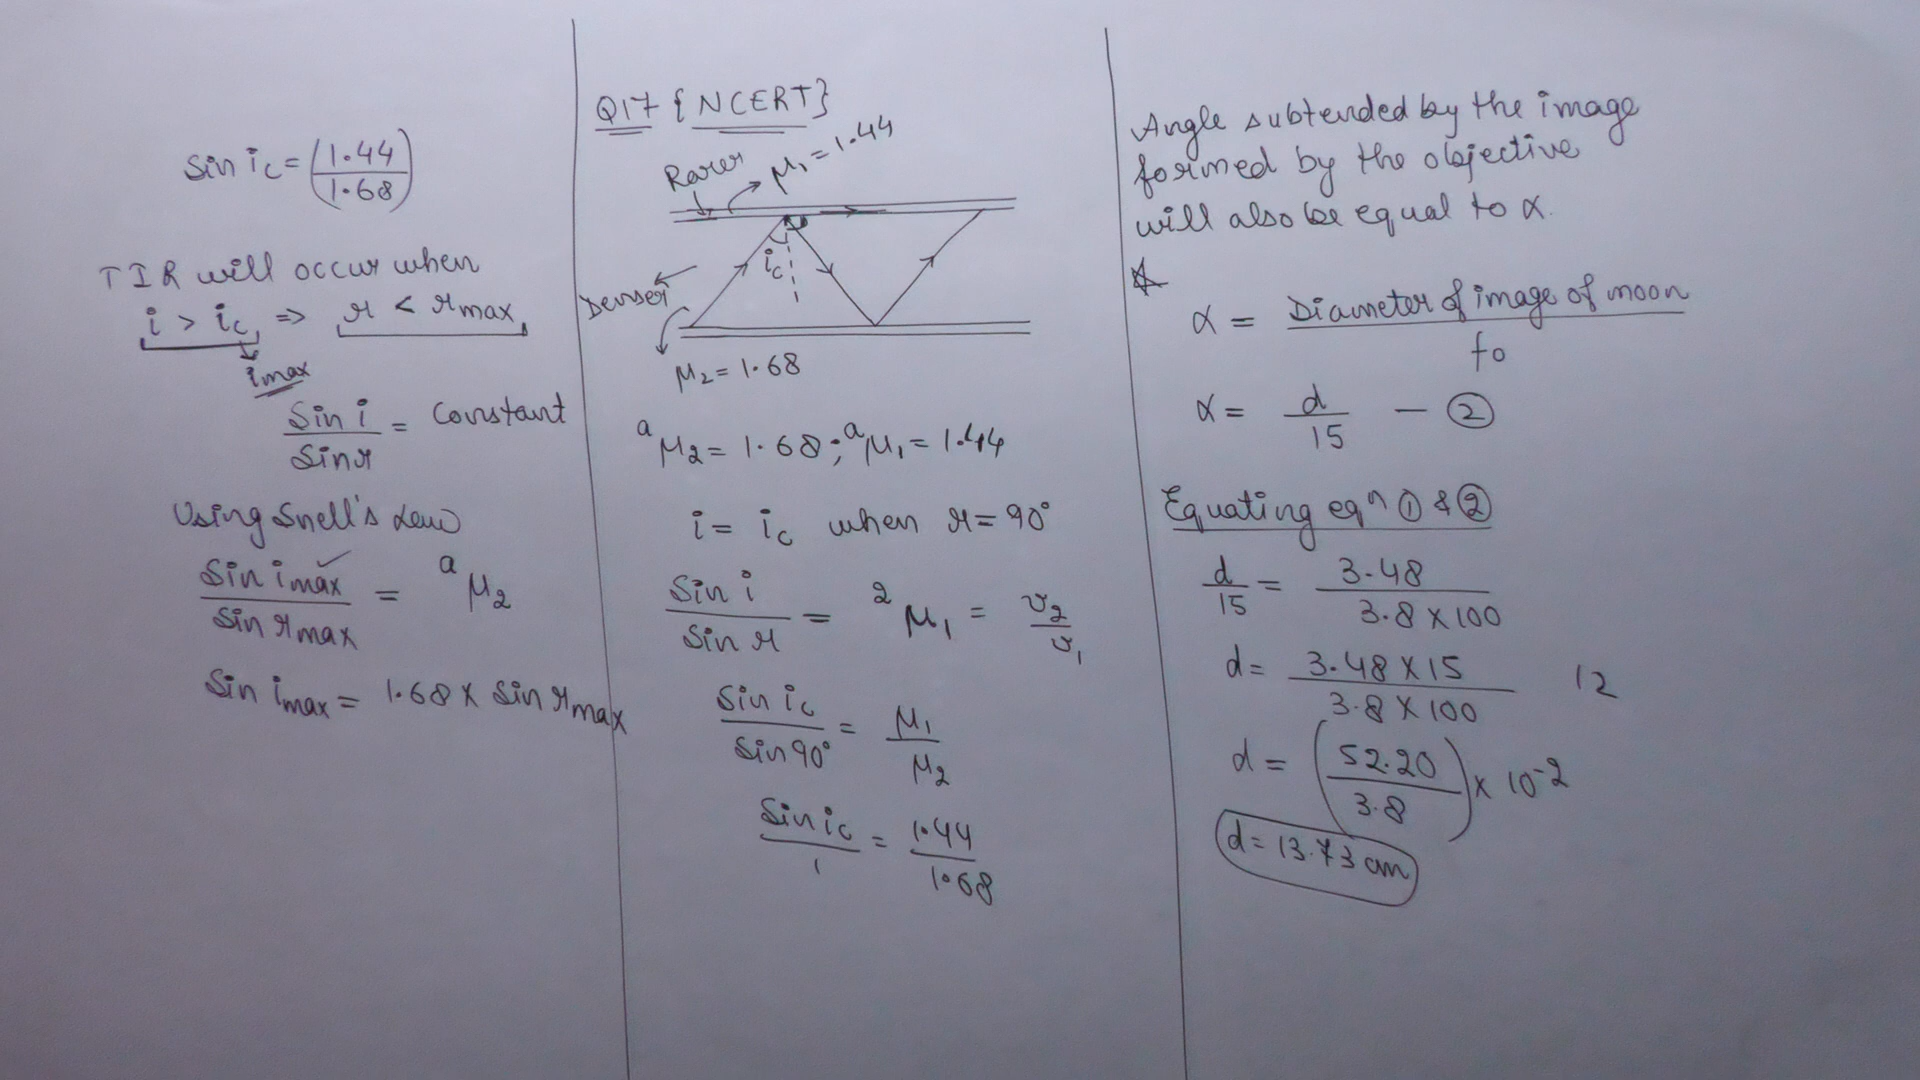 Sin ic = (1.44/1.68)
TIR will occur when
i > ic, => r < rmax,
imax
Sin i / Sin r = Constant
Using Snell's Law
Sin imax / Sin rmax = ᵃμ₂
Sin imax = 1.68 x Sin rmax
Q17 {NCERT}
Rarer μ₁ = 1.44
ic
Denser
μ₂ = 1.68
ᵃμ₂ = 1.68; ᵃμ₁ = 1.44
i = ic when r = 90°
Sin i / Sin r = ²μ₁ = v₂/v₁
Sin ic / Sin 90° = μ₁/μ₂
Sin ic / 1 = 1.44/1.68
Angle subtended by the image
formed by the objective
will also be equal to α.
α = Diameter of image of moon / fo
α = d/15 — ②
Equating eqⁿ ① & ②
d/15 = 3.48 / 3.8 x 100
d = 3.48 x 15 / 3.8 x 100 12
d = (52.20/3.8) x 10⁻²
d = 13.73 cm